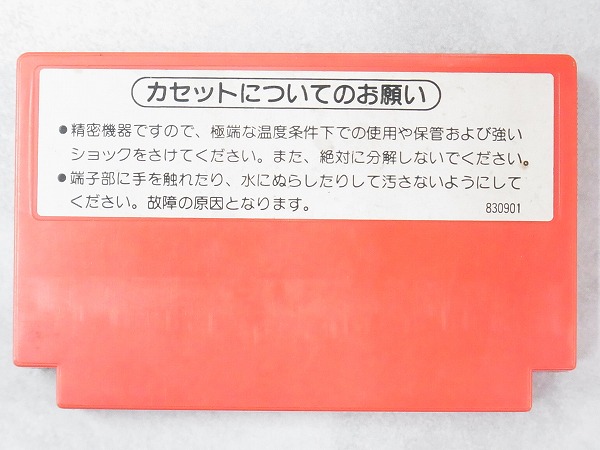 カセットについてのお願い
●精密機器ですので、極端な温度条件下での使用や保管および強い
ショックをさけてください。また、絶対に分解しないでください。
●端子部に手を触れたり、水にぬらしたりして汚さないようにして
ください。故障の原因となります。
830901